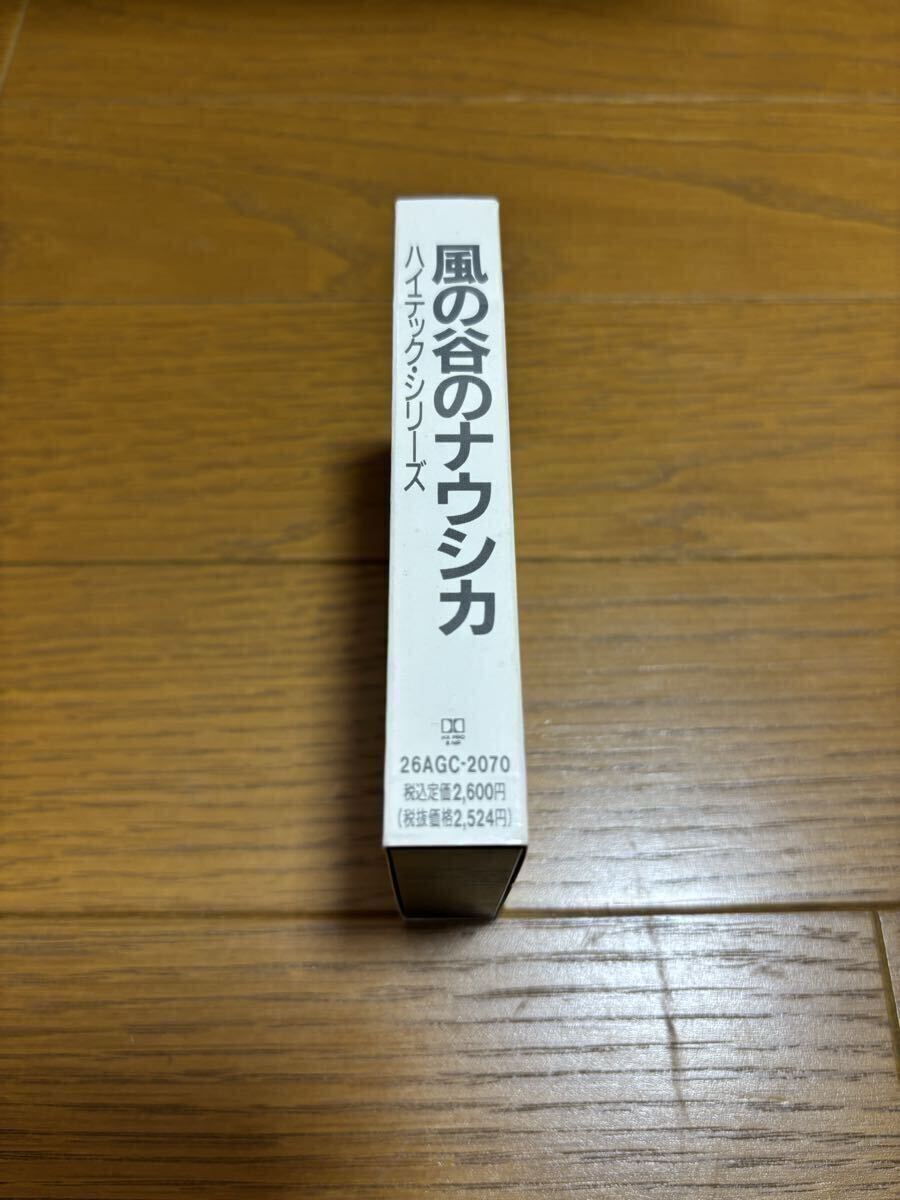 風の谷のナウシカ
ハイテック・シリーズ
26AGC-2070
税込定価2,600円
(税抜価格2,524円)